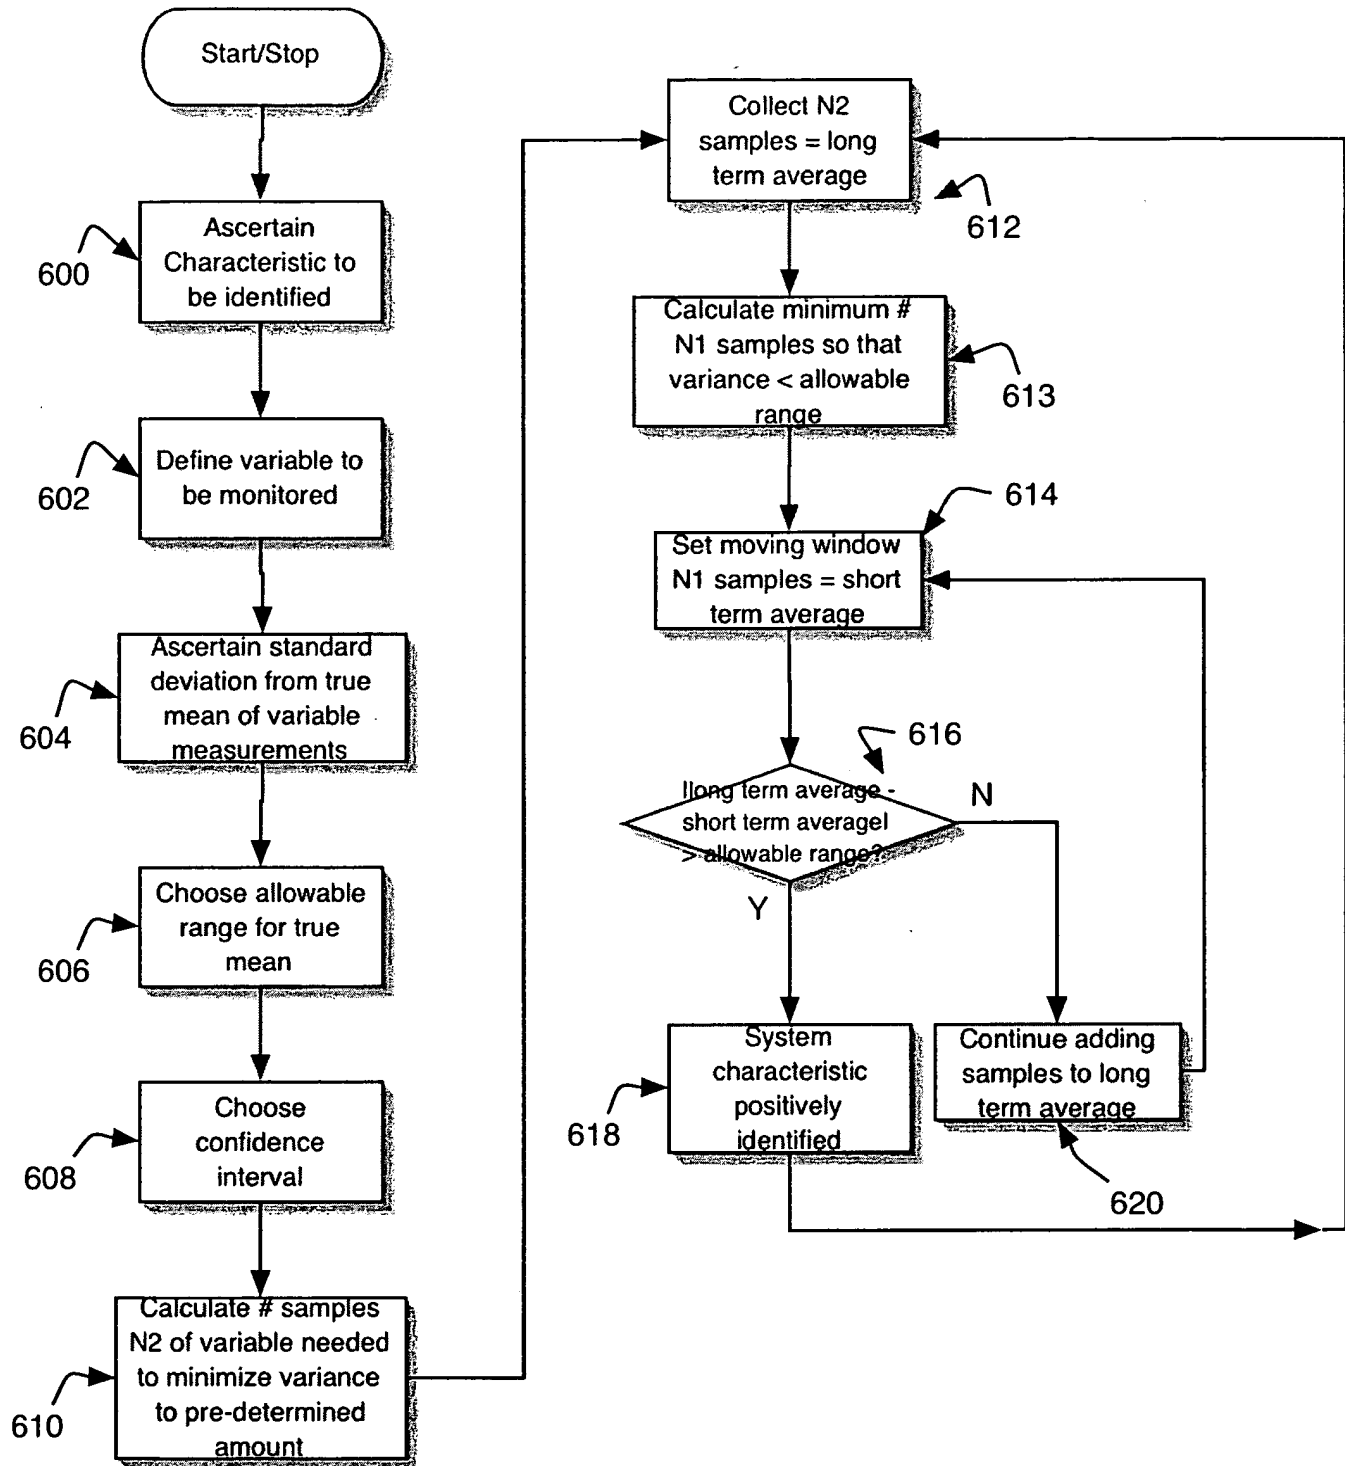 Start/Stop
Ascertain
Characteristic to
be identified
600
Define variable to
be monitored
602
Ascertain standard
deviation from true
mean of variable
measurements
604
Choose allowable
range for true
mean
606
Choose
confidence
interval
608
Calculate # samples
N2 of variable needed
to minimize variance
to pre-determined
amount
610
Collect N2
samples = long
term average
612
Calculate minimum #
N1 samples so that
variance < allowable
range
613
Set moving window
N1 samples = short
term average
614
|long term average -
short term average|
> allowable range?
616
N
Y
System
characteristic
positively
identified
618
Continue adding
samples to long
term average
620